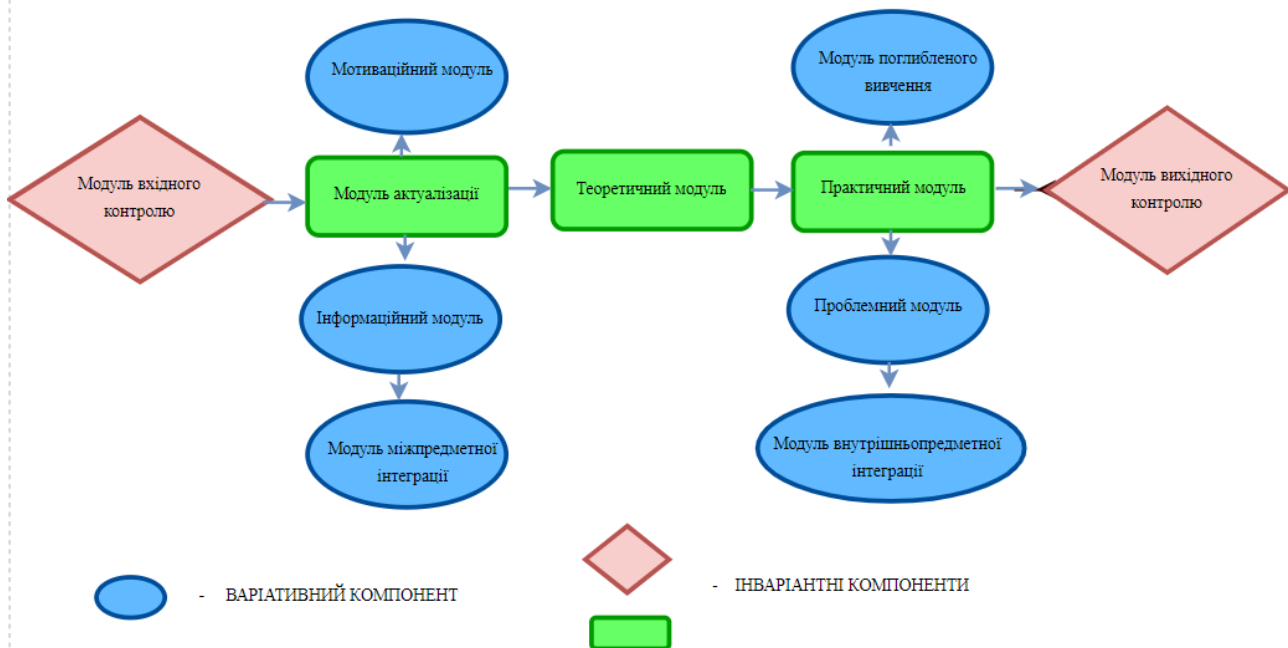 Мотиваційний модуль
Модуль поглибленого
вивчення
Модуль вхідного
контролю
Модуль актуалізації
Теоретичний модуль
Практичний модуль
Модуль вихідного
контролю
Інформаційний модуль
Проблемний модуль
Модуль міжпредметної
інтеграції
Модуль внутрішньопредметної
інтеграції
- ВАРІАТИВНИЙ КОМПОНЕНТ
- ІНВАРІАНТНІ КОМПОНЕНТИ